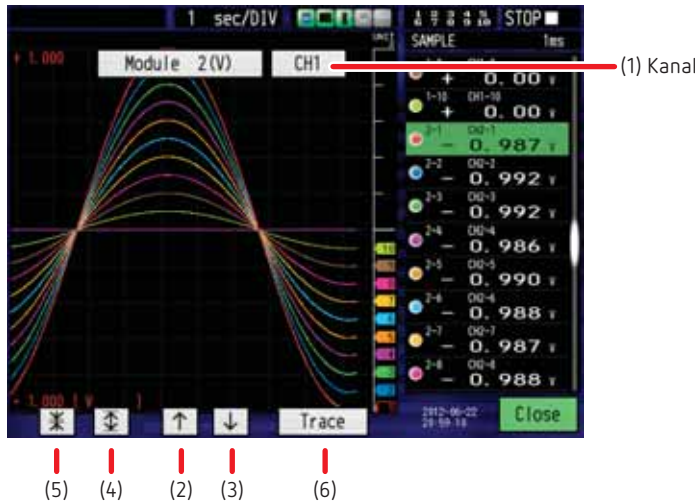 1 sec/DIV
STOP
SAMPLE 1ms
+ 1.000
Module 2(V) CH1
(1) Kanal
+ 0.00 V
1-10 CH1-10
+ 0.00 V
2-1 CH2-1
- 0.987 V
2-2 CH2-2
- 0.992 V
2-3 CH2-3
- 0.992 V
2-4 CH2-4
- 0.986 V
2-5 CH2-5
- 0.990 V
2-6 CH2-6
- 0.988 V
2-7 CH2-7
- 0.987 V
2-8 CH2-8
- 0.988 V
- 1.000 [ V ]
↑ ↓ Trace
2012-06-22
20:59:10
Close
(5) (4) (2) (3) (6)